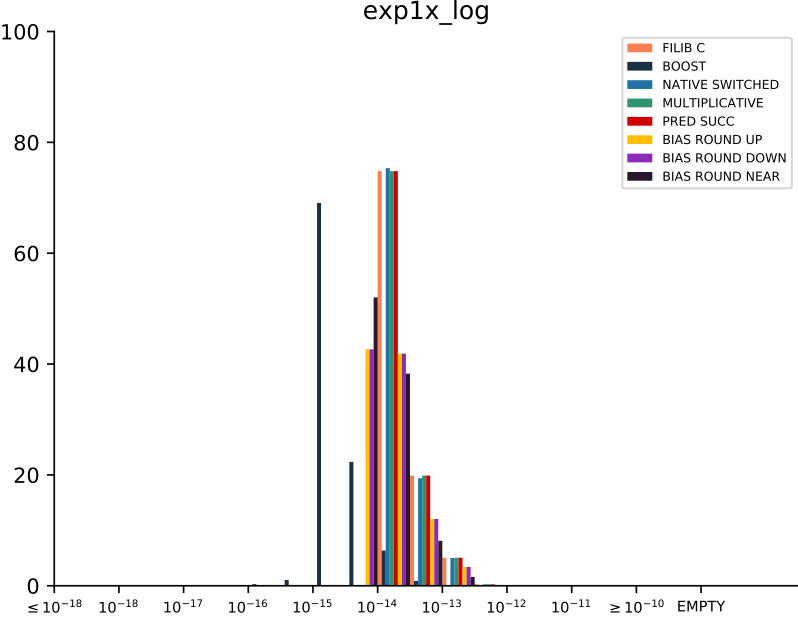 exp1x_log
100
80
60
40
20
0
FILIB C
BOOST
NATIVE SWITCHED
MULTIPLICATIVE
PRED SUCC
BIAS ROUND UP
BIAS ROUND DOWN
BIAS ROUND NEAR
≤10⁻¹⁸ 10⁻¹⁸ 10⁻¹⁷ 10⁻¹⁶ 10⁻¹⁵ 10⁻¹⁴ 10⁻¹³ 10⁻¹² 10⁻¹¹ ≥10⁻¹⁰ EMPTY